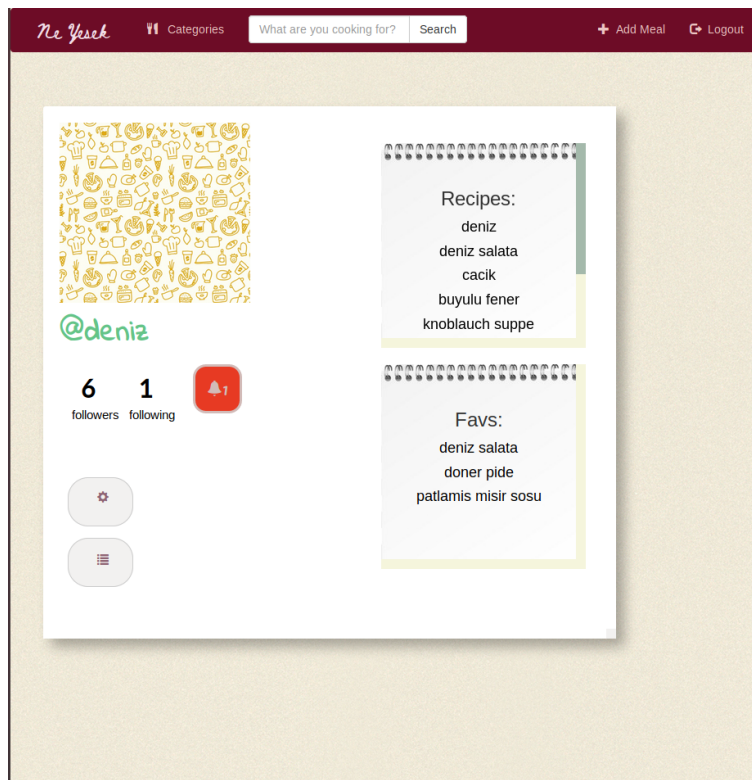 Ne Yesek Categories What are you cooking for? Search Add Meal Logout
@deniz
6 1 1
followers following
Recipes:
deniz
deniz salata
cacik
buyulu fener
knoblauch suppe
Favs:
deniz salata
doner pide
patlamis misir sosu